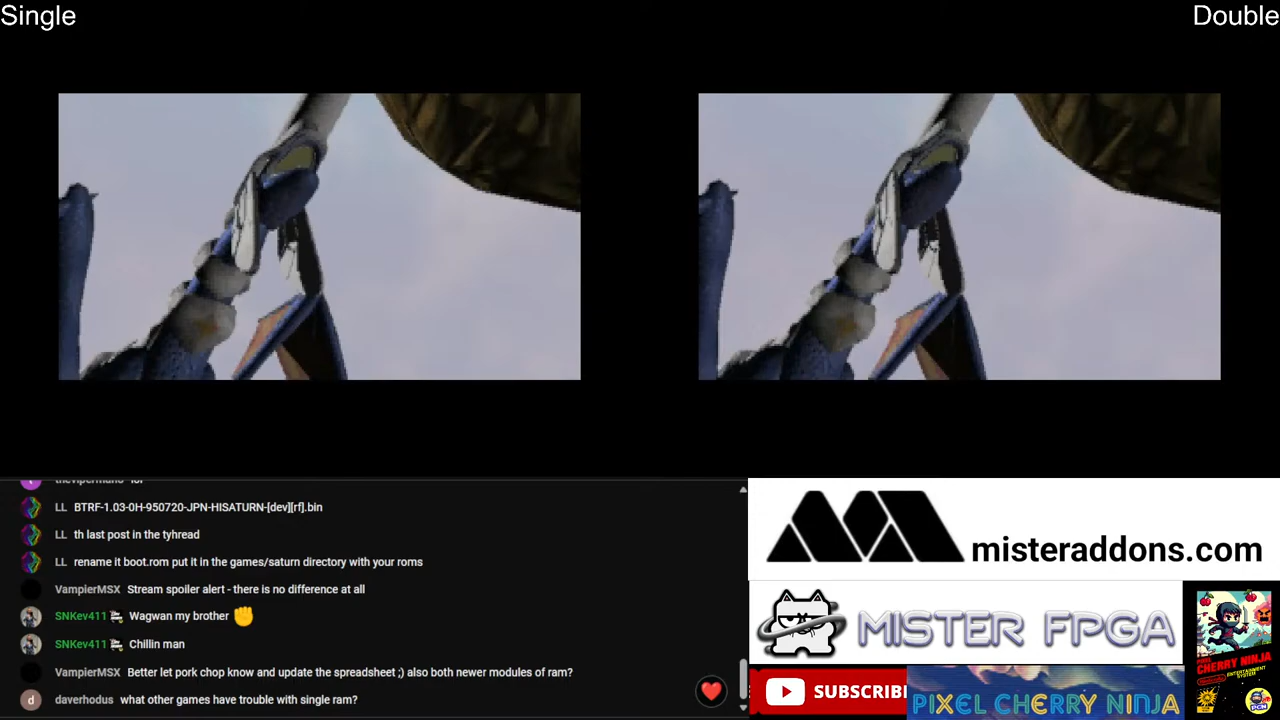 Single
Double
LL BTRF-1.03-0H-950720-JPN-HISATURN-[dev][rf].bin
LL th last post in the tyhread
LL rename it boot.rom put it in the games/saturn directory with your roms
VampierMSX Stream spoiler alert - there is no difference at all
SNKev411 Wagwan my brother
SNKev411 Chillin man
VampierMSX Better let pork chop know and update the spreadsheet ;) also both newer modules of ram?
daverhodus what other games have trouble with single ram?
misteraddons.com
MISTER FPGA
SUBSCRIBE
PIXEL CHERRY NINJA
PIXEL
CHERRY NINJA
ENTERTAINMENT
SYSTEM